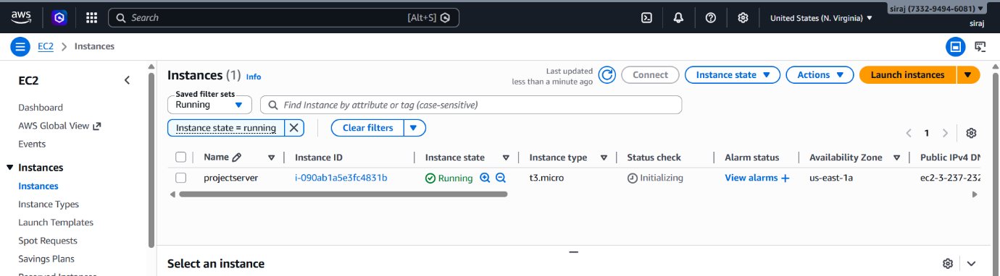 aws
Search [Alt+S]
United States (N. Virginia)
siraj (7332-9494-6081)
siraj
EC2 > Instances
EC2
Dashboard
AWS Global View
Events
Instances
Instances
Instance Types
Launch Templates
Spot Requests
Savings Plans
Reserved Instances
Instances (1) Info
Last updated
less than a minute ago
Connect
Instance state
Actions
Launch instances
Saved filter sets
Running
Find Instance by attribute or tag (case-sensitive)
Instance state = running
Clear filters
1
Name Instance ID Instance state Instance type Status check Alarm status Availability Zone Public IPv4 DN
projectserver i-090ab1a5e3fc4831b Running t3.micro Initializing View alarms + us-east-1a ec2-3-237-232
Select an instance